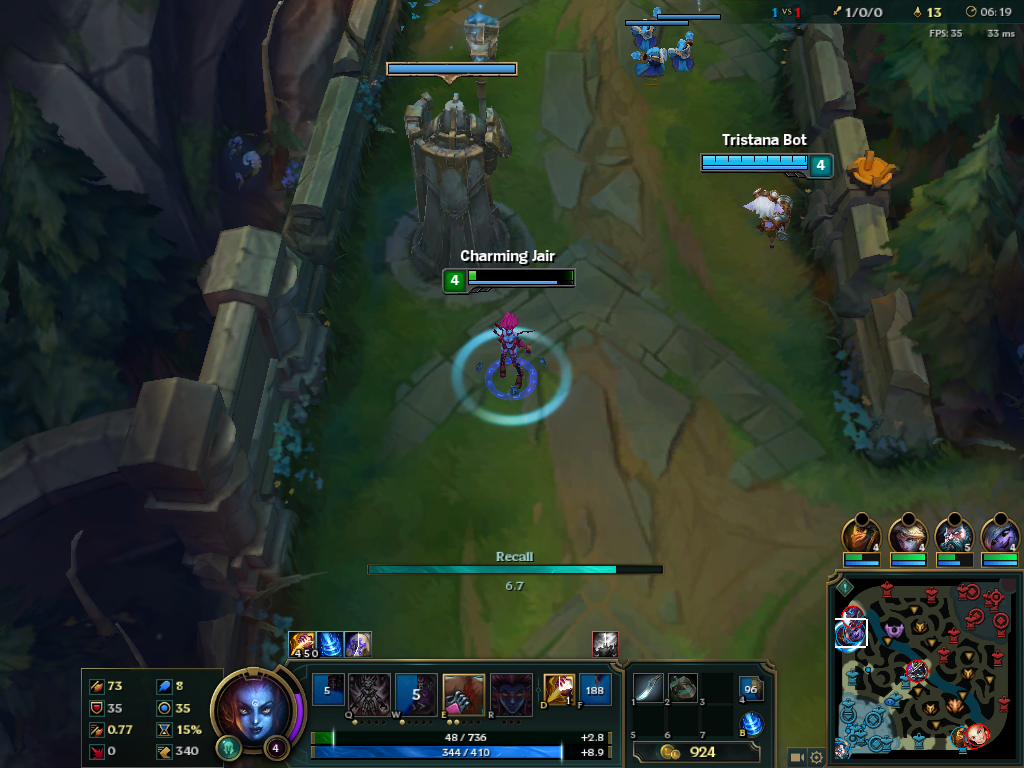 1 vs 1 1/0/0 13 06:19
FPS: 35 33 ms
Tristana Bot
4
Charming Jair
4
Recall
6.7
4 4 5 4
450
73 8
35 35
0.77 15%
0 340
4
5 5 1 188
Q W E R D F
48 / 736 +2.8
344 / 410 +8.9
1 2 3 96 4
5 6 7 B
924